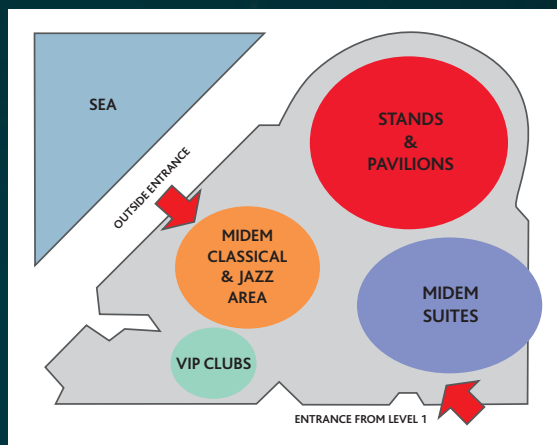 SEA
OUTSIDE ENTRANCE
STANDS
&
PAVILIONS
MIDEM
CLASSICAL
& JAZZ
AREA
MIDEM
SUITES
VIP CLUBS
ENTRANCE FROM LEVEL 1